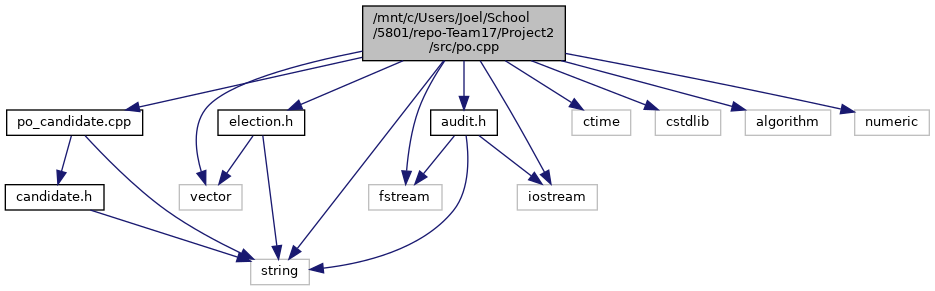 /mnt/c/Users/Joel/School
/5801/repo-Team17/Project2
/src/po.cpp
po_candidate.cpp
election.h
audit.h
ctime
cstdlib
algorithm
numeric
candidate.h
vector
fstream
iostream
string